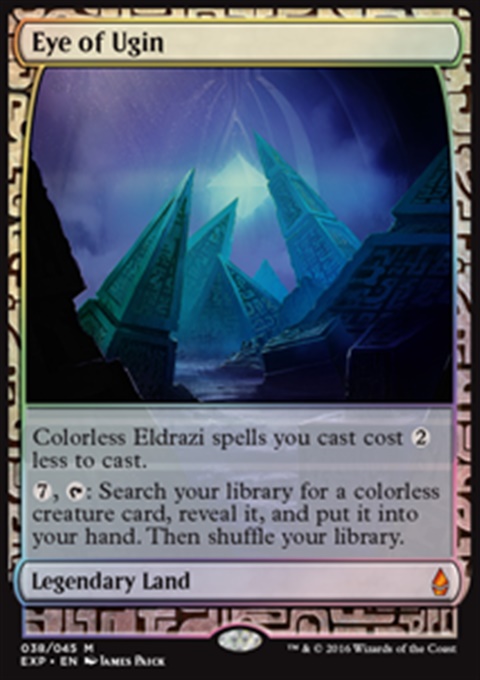 Eye of Ugin
Colorless Eldrazi spells you cast cost 2
less to cast.
7, T: Search your library for a colorless
creature card, reveal it, and put it into
your hand. Then shuffle your library.
Legendary Land
038/045 M
EXP • EN James Paick
™ & © 2016 Wizards of the Coast